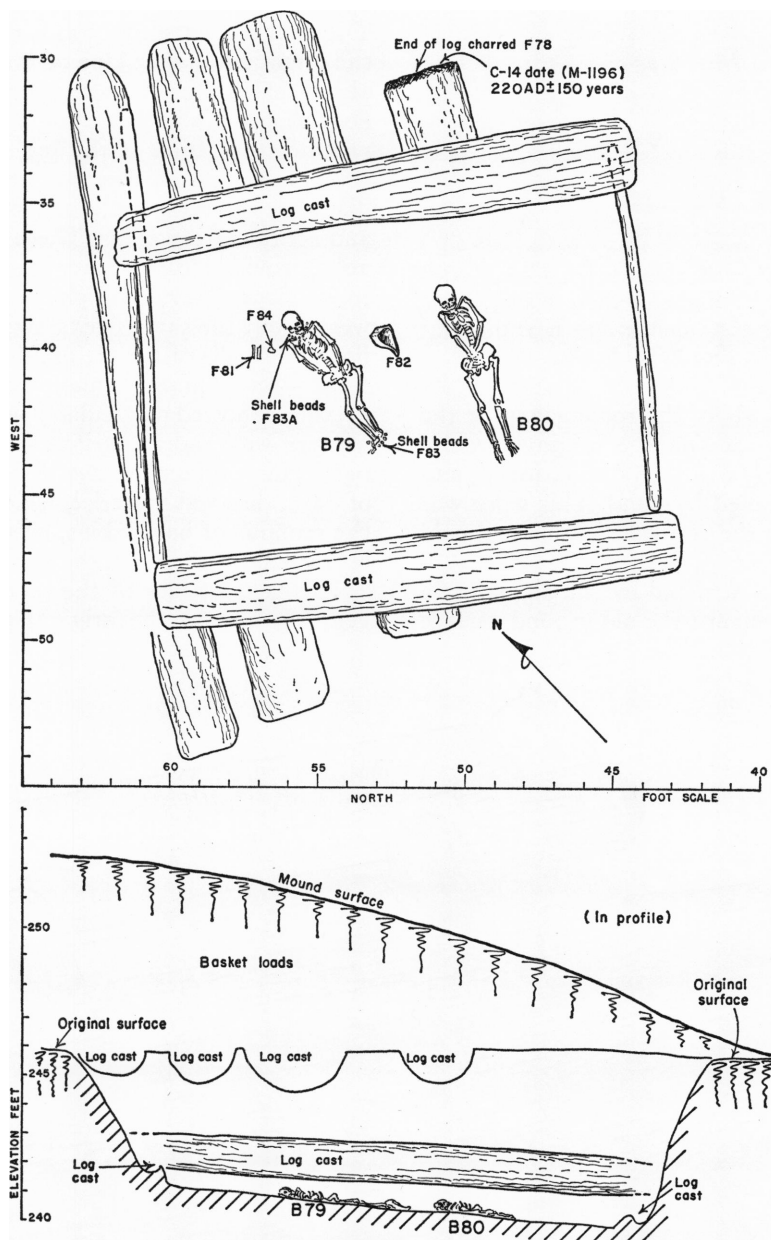 End of log charred F78
C-14 date (M-1196)
220AD±150 years
30
35
40
45
50
WEST
Log cast
F84
F81
Shell beads
. F83A
F82
B79
Shell beads
F83
B80
Log cast
N
60
55
50
45
40
NORTH
FOOT SCALE
Mound surface
(In profile)
250
Basket loads
Original surface
Original
surface
Log cast
Log cast
Log cast
Log cast
245
Log cast
Log
cast
Log
cast
B79
B80
240
ELEVATION FEET